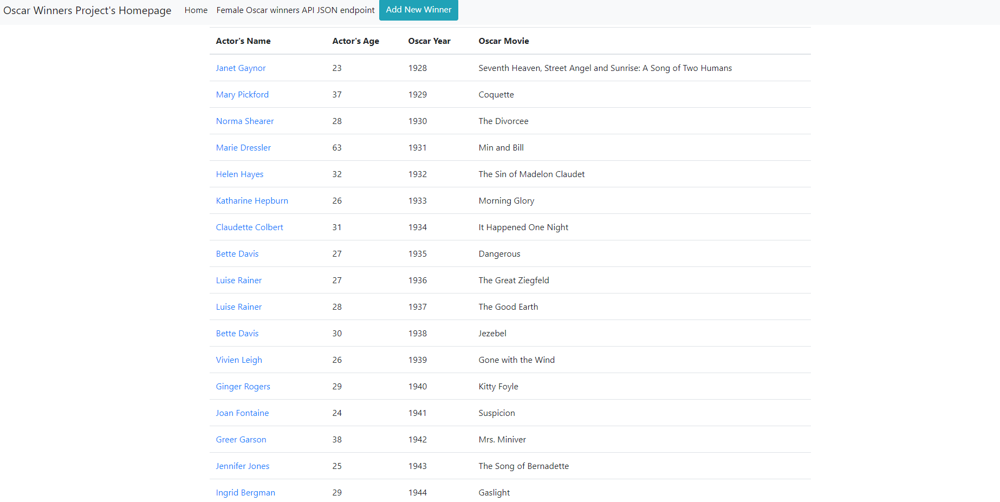 Oscar Winners Project's Homepage Home Female Oscar winners API JSON endpoint Add New Winner
Actor's Name Actor's Age Oscar Year Oscar Movie
Janet Gaynor 23 1928 Seventh Heaven, Street Angel and Sunrise: A Song of Two Humans
Mary Pickford 37 1929 Coquette
Norma Shearer 28 1930 The Divorcee
Marie Dressler 63 1931 Min and Bill
Helen Hayes 32 1932 The Sin of Madelon Claudet
Katharine Hepburn 26 1933 Morning Glory
Claudette Colbert 31 1934 It Happened One Night
Bette Davis 27 1935 Dangerous
Luise Rainer 27 1936 The Great Ziegfeld
Luise Rainer 28 1937 The Good Earth
Bette Davis 30 1938 Jezebel
Vivien Leigh 26 1939 Gone with the Wind
Ginger Rogers 29 1940 Kitty Foyle
Joan Fontaine 24 1941 Suspicion
Greer Garson 38 1942 Mrs. Miniver
Jennifer Jones 25 1943 The Song of Bernadette
Ingrid Bergman 29 1944 Gaslight